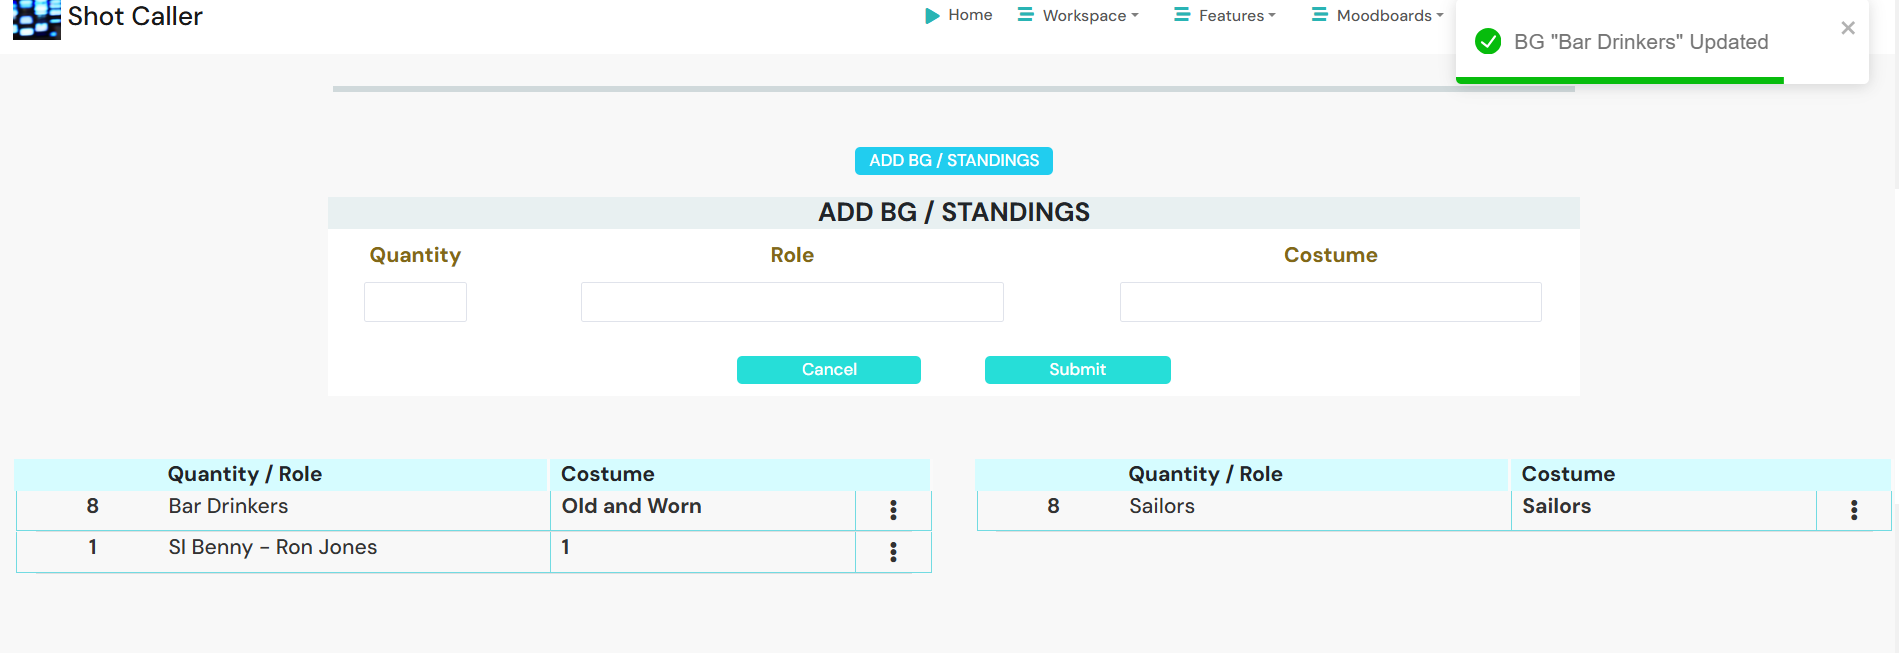 Shot Caller
Home Workspace Features Moodboards
BG "Bar Drinkers" Updated
ADD BG / STANDINGS
ADD BG / STANDINGS
Quantity Role Costume
Cancel Submit
Quantity / Role Costume
8 Bar Drinkers Old and Worn
1 SI Benny - Ron Jones 1
Quantity / Role Costume
8 Sailors Sailors